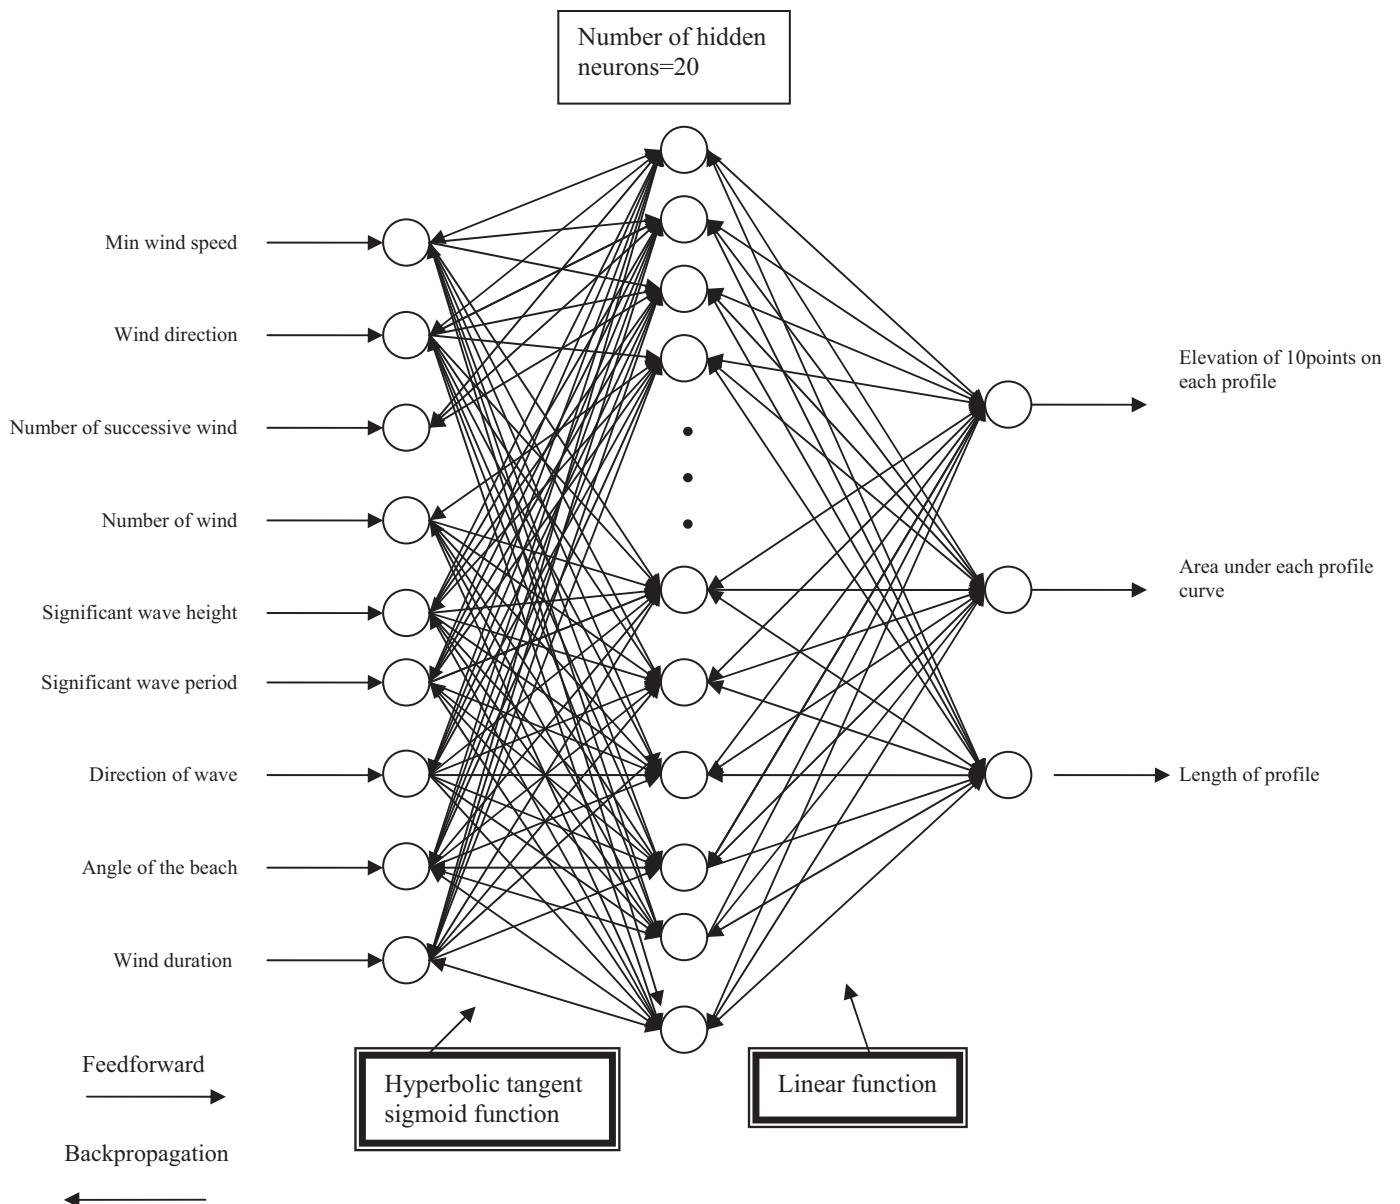 Number of hidden
neurons=20
Min wind speed
Wind direction
Number of successive wind
Number of wind
Significant wave height
Significant wave period
Direction of wave
Angle of the beach
Wind duration
Elevation of 10points on
each profile
Area under each profile
curve
Length of profile
Feedforward
Backpropagation
Hyperbolic tangent
sigmoid function
Linear function